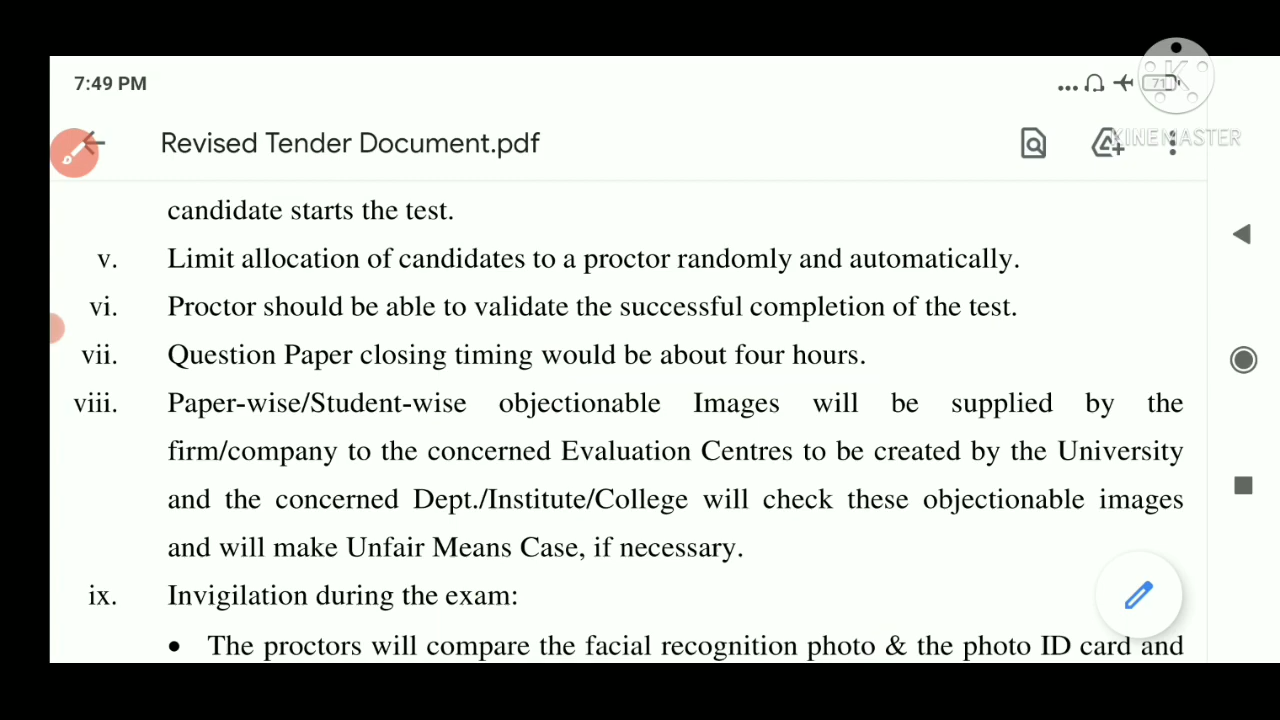 7:49 PM
71
KINEMASTER
Revised Tender Document.pdf
candidate starts the test.
v. Limit allocation of candidates to a proctor randomly and automatically.
vi. Proctor should be able to validate the successful completion of the test.
vii. Question Paper closing timing would be about four hours.
viii. Paper-wise/Student-wise objectionable Images will be supplied by the
firm/company to the concerned Evaluation Centres to be created by the University
and the concerned Dept./Institute/College will check these objectionable images
and will make Unfair Means Case, if necessary.
ix. Invigilation during the exam:
• The proctors will compare the facial recognition photo & the photo ID card and